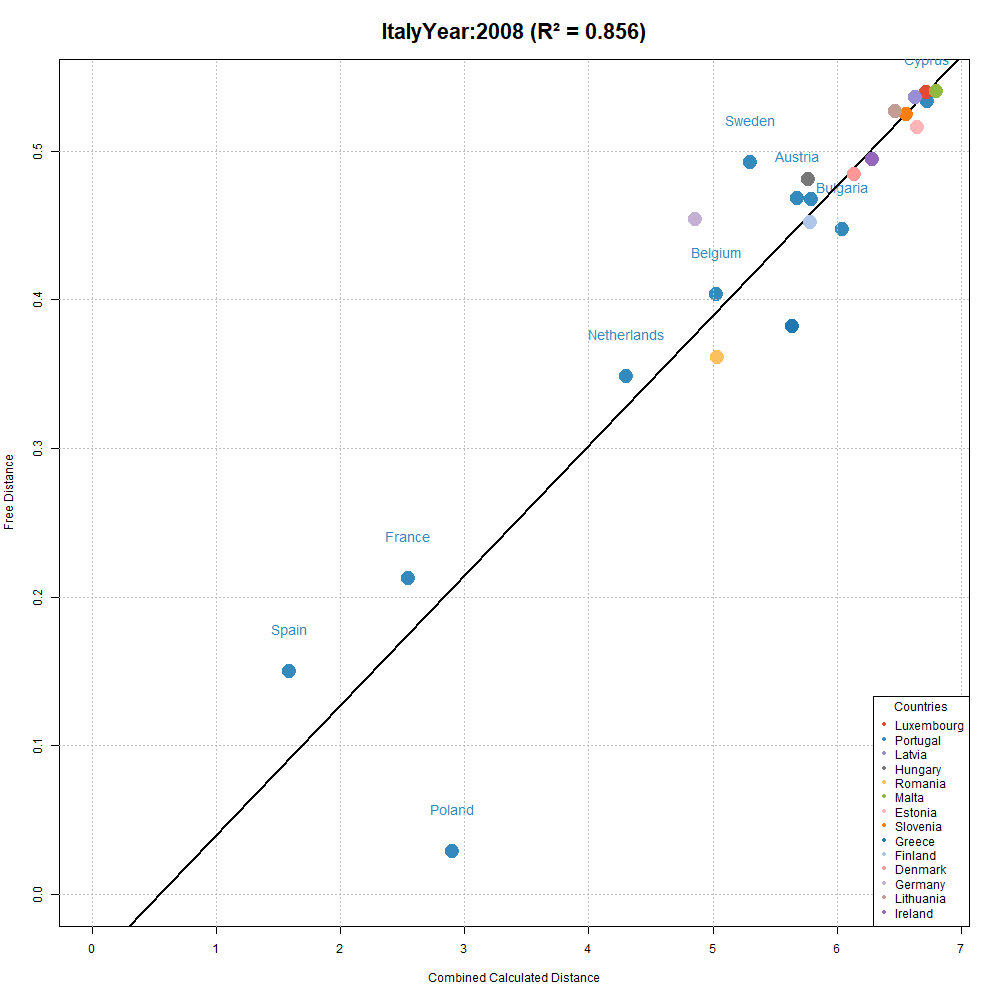 ItalyYear:2008 (R² = 0.856)
Cyprus
Sweden
Austria
Bulgaria
Belgium
Netherlands
France
Spain
Poland
Free Distance
0.5
0.4
0.3
0.2
0.1
0.0
Countries
Luxembourg
Portugal
Latvia
Hungary
Romania
Malta
Estonia
Slovenia
Greece
Finland
Denmark
Germany
Lithuania
Ireland
0 1 2 3 4 5 6 7
Combined Calculated Distance